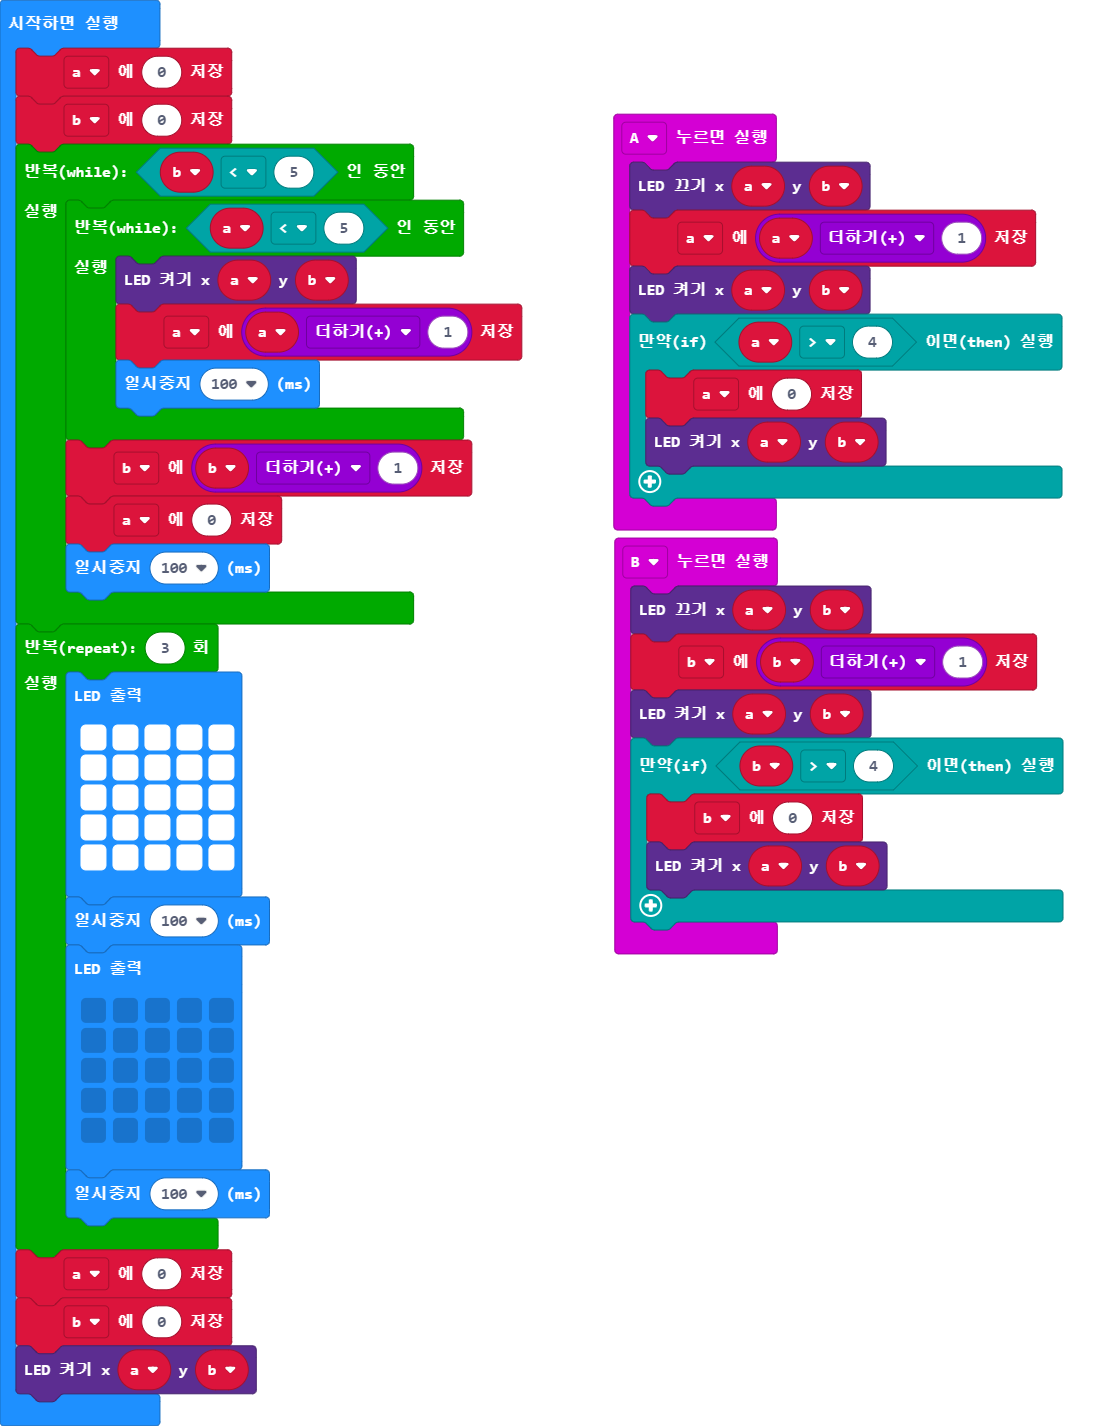 시작하면 실행
a 에 0 저장
b 에 0 저장
반복(while): b < 5 인 동안
실행
반복(while): a < 5 인 동안
실행
LED 켜기 x a y b
a 에 a 더하기(+) 1 저장
일시중지 100 (ms)
b 에 b 더하기(+) 1 저장
a 에 0 저장
일시중지 100 (ms)
반복(repeat): 3 회
실행
LED 출력
일시중지 100 (ms)
LED 출력
일시중지 100 (ms)
a 에 0 저장
b 에 0 저장
LED 켜기 x a y b
A 누르면 실행
LED 끄기 x a y b
a 에 a 더하기(+) 1 저장
LED 켜기 x a y b
만약(if) a > 4 이면(then) 실행
a 에 0 저장
LED 켜기 x a y b
B 누르면 실행
LED 끄기 x a y b
b 에 b 더하기(+) 1 저장
LED 켜기 x a y b
만약(if) b > 4 이면(then) 실행
b 에 0 저장
LED 켜기 x a y b